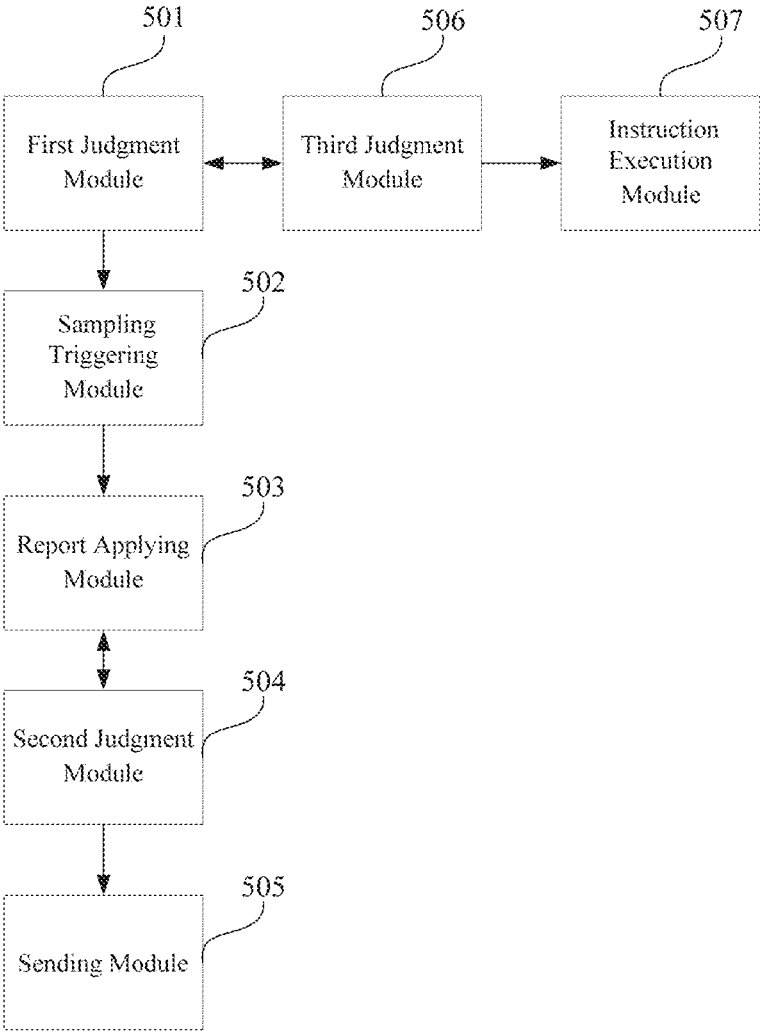 501
506
507
First Judgment
Module
Third Judgment
Module
Instruction
Execution
Module
502
Sampling
Triggering
Module
503
Report Applying
Module
504
Second Judgment
Module
505
Sending Module